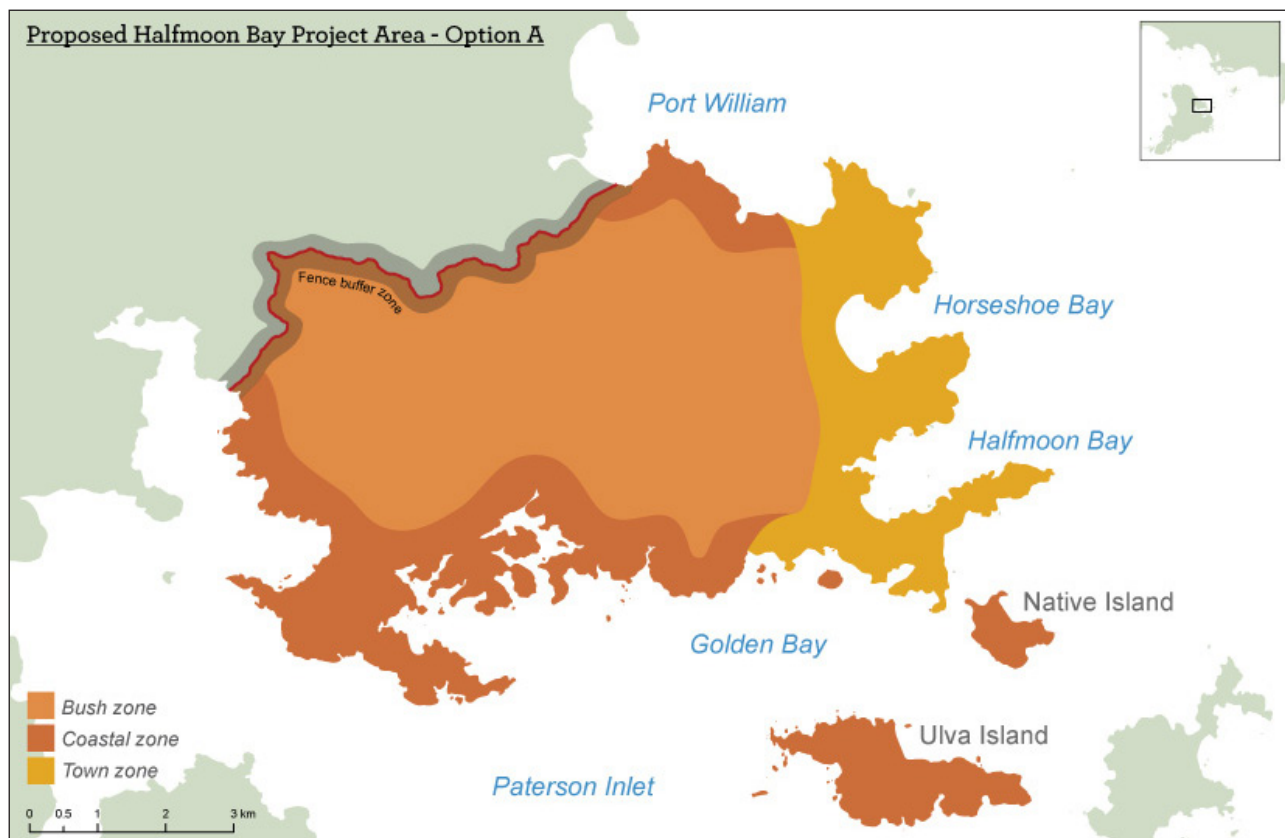 Proposed Halfmoon Bay Project Area - Option A
Port William
Fence buffer zone
Horseshoe Bay
Halfmoon Bay
Native Island
Golden Bay
Ulva Island
Paterson Inlet
Bush zone
Coastal zone
Town zone
0 0.5 1 2 3 km